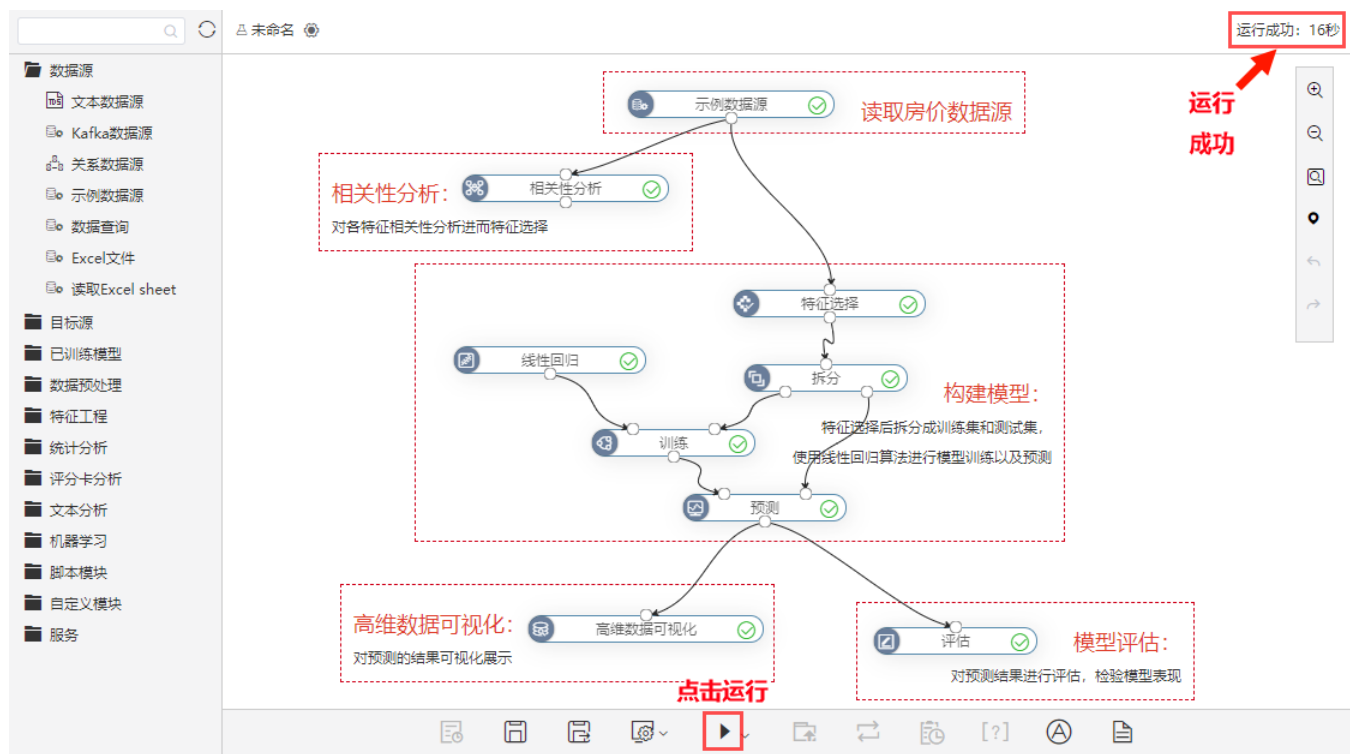 未命名
运行成功：16秒
数据源
文本数据源
Kafka数据源
关系数据源
示例数据源
数据查询
Excel文件
读取Excel sheet
目标源
已训练模型
数据预处理
特征工程
统计分析
评分卡分析
文本分析
机器学习
脚本模块
自定义模块
服务
运行
成功
示例数据源
读取房价数据源
相关性分析：
相关性分析
对各特征相关性分析进而特征选择
特征选择
线性回归
拆分
构建模型：
特征选择后拆分成训练集和测试集，
训练
使用线性回归算法进行模型训练以及预测
预测
高维数据可视化：
高维数据可视化
对预测的结果可视化展示
评估
模型评估：
对预测结果进行评估，检验模型表现
点击运行
[?]